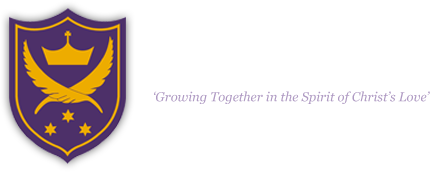 ‘Growing Together in the Spirit of Christ’s Love’